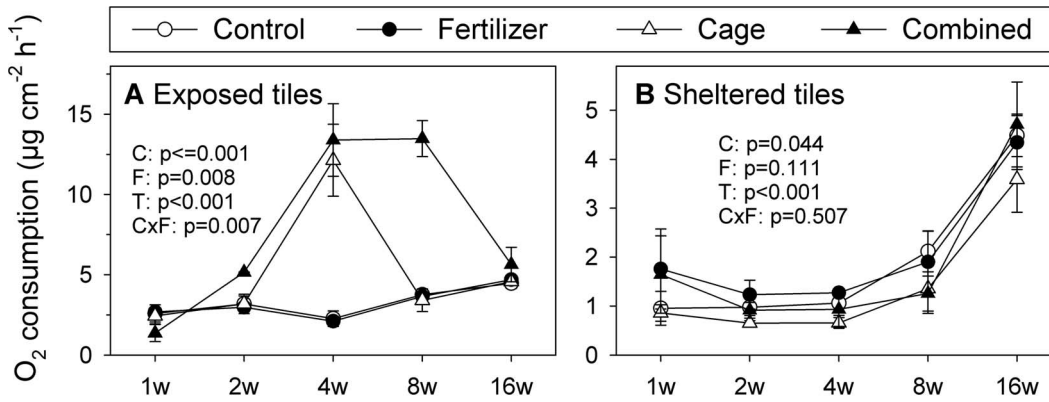 Control Fertilizer Cage Combined
O₂ consumption (µg cm⁻² h⁻¹)
A Exposed tiles
C: p<=0.001
F: p=0.008
T: p<0.001
CxF: p=0.007
15
10
5
0
1w 2w 4w 8w 16w
B Sheltered tiles
C: p=0.044
F: p=0.111
T: p<0.001
CxF: p=0.507
5
4
3
2
1
0
1w 2w 4w 8w 16w